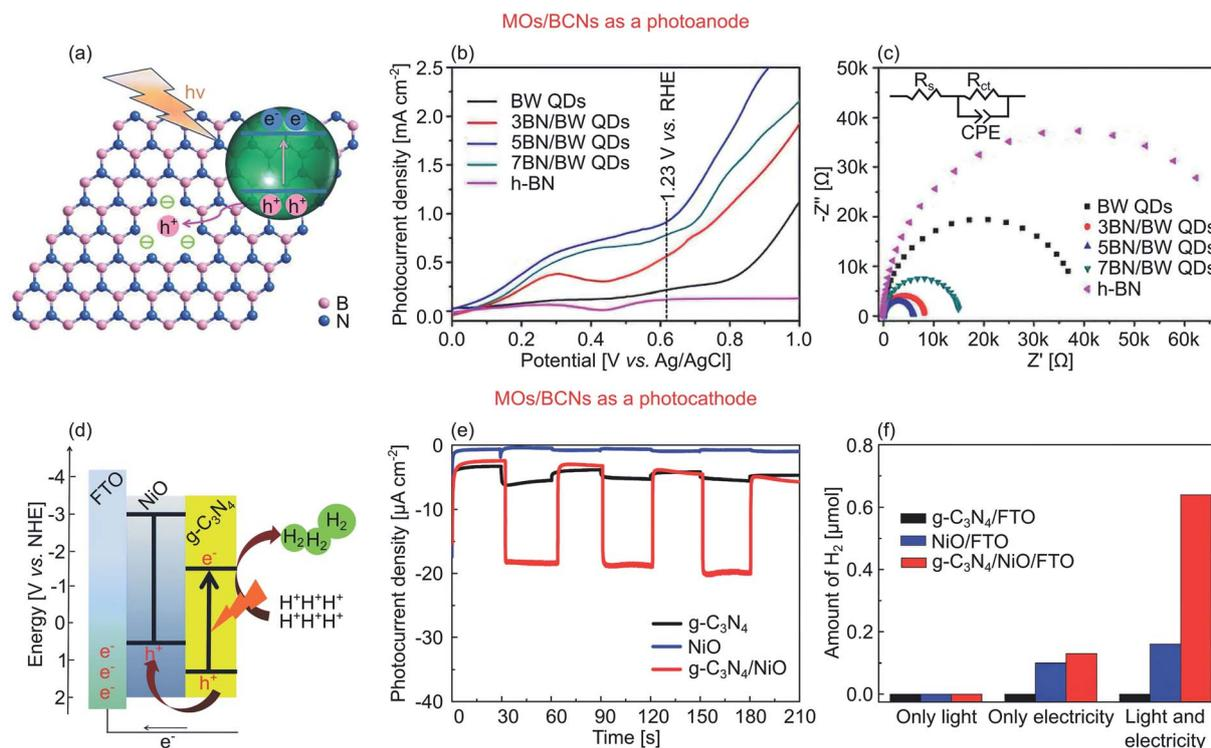 MOs/BCNs as a photoanode
(a)
hν
e⁻ e⁻
h⁺ h⁺
h⁺
⊖
⊖ ⊖
B
N
(b)
Photocurrent density [mA cm⁻²]
2.5
2.0
1.5
1.0
0.5
0.0
BW QDs
3BN/BW QDs
5BN/BW QDs
7BN/BW QDs
h-BN
1.23 V vs. RHE
0.0 0.2 0.4 0.6 0.8 1.0
Potential [V vs. Ag/AgCl]
(c)
-Z'' [Ω]
50k
40k
30k
20k
10k
0
Rs Rct
CPE
BW QDs
3BN/BW QDs
5BN/BW QDs
7BN/BW QDs
h-BN
0 10k 20k 30k 40k 50k 60k
Z' [Ω]
MOs/BCNs as a photocathode
(d)
Energy [V vs. NHE]
-4
-3
-2
-1
0
1
2
FTO
NiO
g-C₃N₄
e⁻
H₂ H₂ H₂
H⁺H⁺H⁺
H⁺H⁺H⁺
e⁻
e⁻
e⁻
h⁺
h⁺
e⁻
(e)
Photocurrent density [µA cm⁻²]
0
-10
-20
-30
-40
g-C₃N₄
NiO
g-C₃N₄/NiO
0 30 60 90 120 150 180 210
Time [s]
(f)
Amount of H₂ [µmol]
0.8
0.6
0.4
0.2
0.0
g-C₃N₄/FTO
NiO/FTO
g-C₃N₄/NiO/FTO
Only light Only electricity Light and
electricity